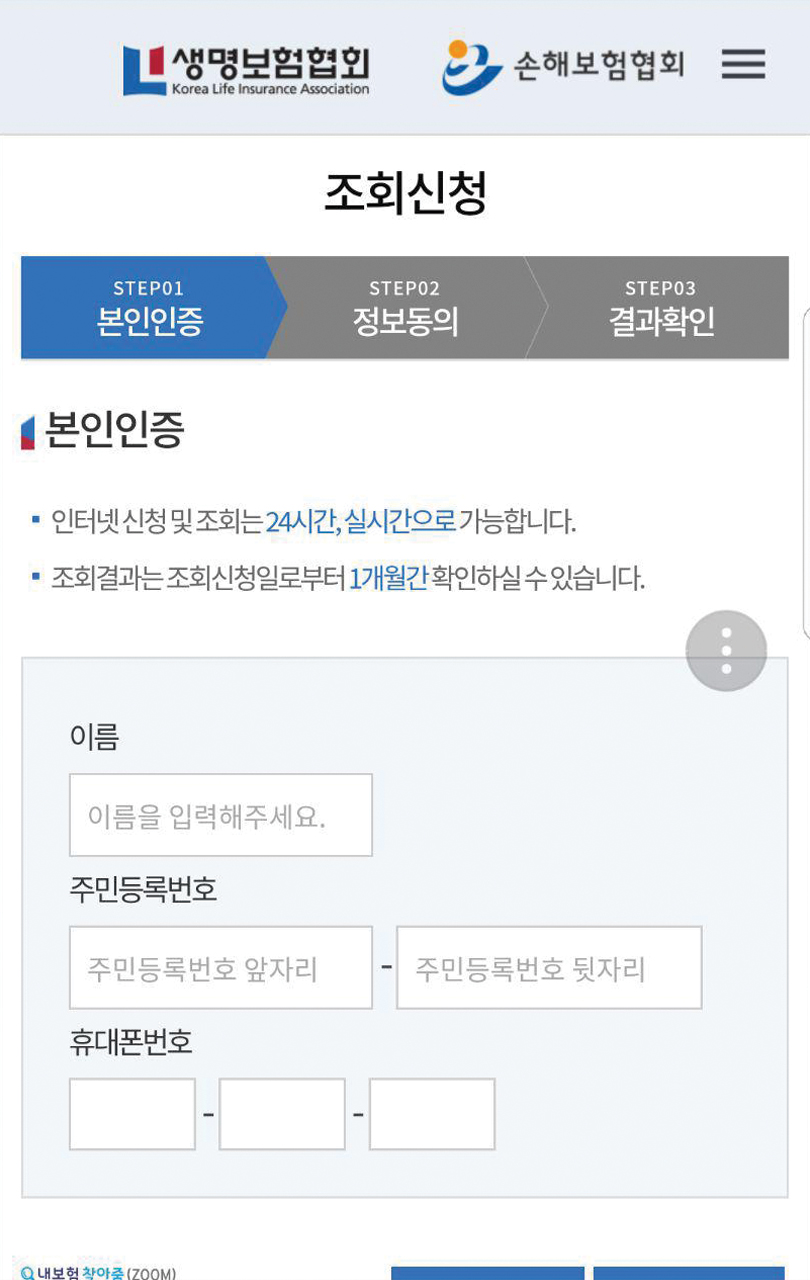 생명보험협회
Korea Life Insurance Association
손해보험협회
조회신청
STEP01
본인인증
STEP02
정보동의
STEP03
결과확인
본인인증
인터넷 신청 및 조회는 24시간, 실시간으로 가능합니다.
조회결과는 조회신청일로부터 1개월간 확인하실 수 있습니다.
이름
이름을 입력해주세요.
주민등록번호
주민등록번호 앞자리 - 주민등록번호 뒷자리
휴대폰번호
- -
내보험 찾아줌(ZOOM)